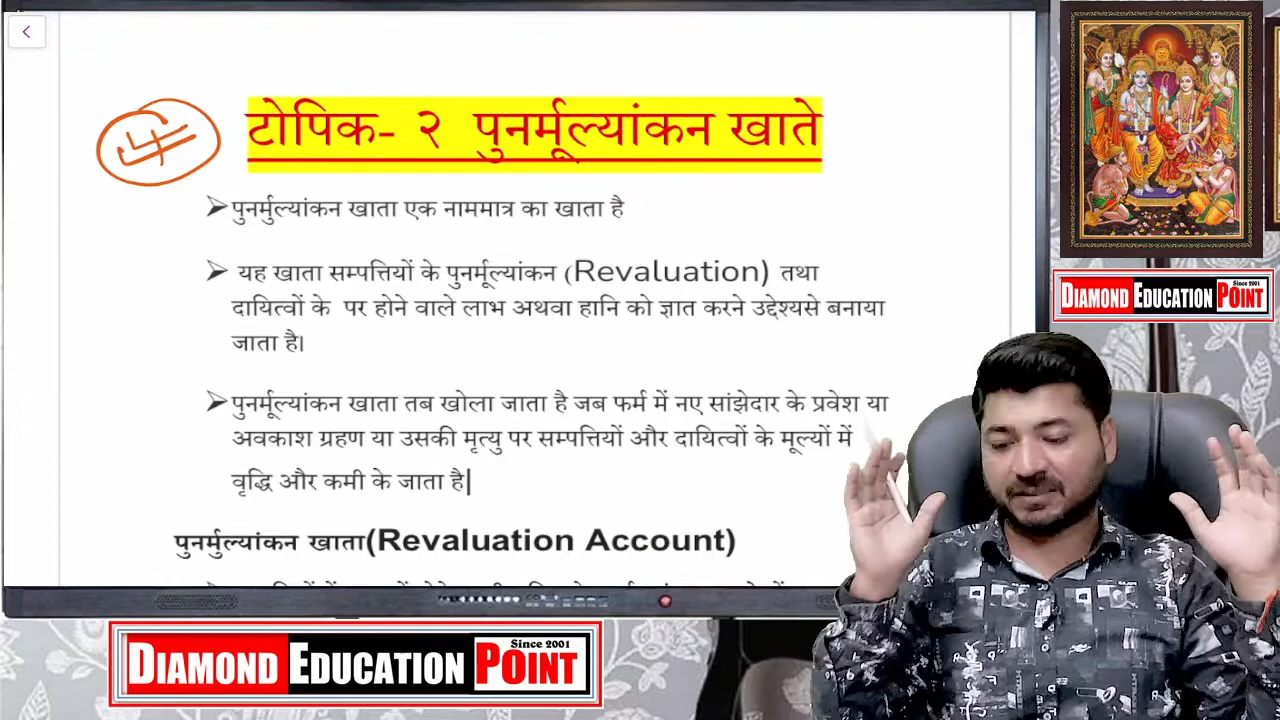 टोपिक- २ पुनर्मूल्यांकन खाते
पुनर्मुल्यांकन खाता एक नाममात्र का खाता है
यह खाता सम्पत्तियों के पुनर्मूल्यांकन (Revaluation) तथा
दायित्वों के पर होने वाले लाभ अथवा हानि को ज्ञात करने उद्देश्यसे बनाया
जाता है।
पुनर्मूल्यांकन खाता तब खोला जाता है जब फर्म में नए सांझेदार के प्रवेश या
अवकाश ग्रहण या उसकी मृत्यु पर सम्पत्तियों और दायित्वों के मूल्यों में
वृद्धि और कमी के जाता है
पुनर्मुल्यांकन खाता(Revaluation Account)
Since 2001
DIAMOND EDUCATION POINT
Since 2001
DIAMOND EDUCATION POINT